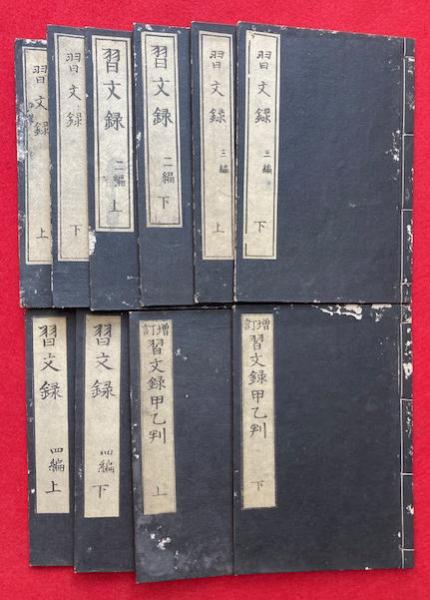 習文録 上
習文録 下
習文録 二編 上
習文録 二編 下
習文録 三編 上
習文録 三編 下
習文録 四編 上
習文録 四編 下
増訂 習文録甲乙判 上
増訂 習文録甲乙判 下